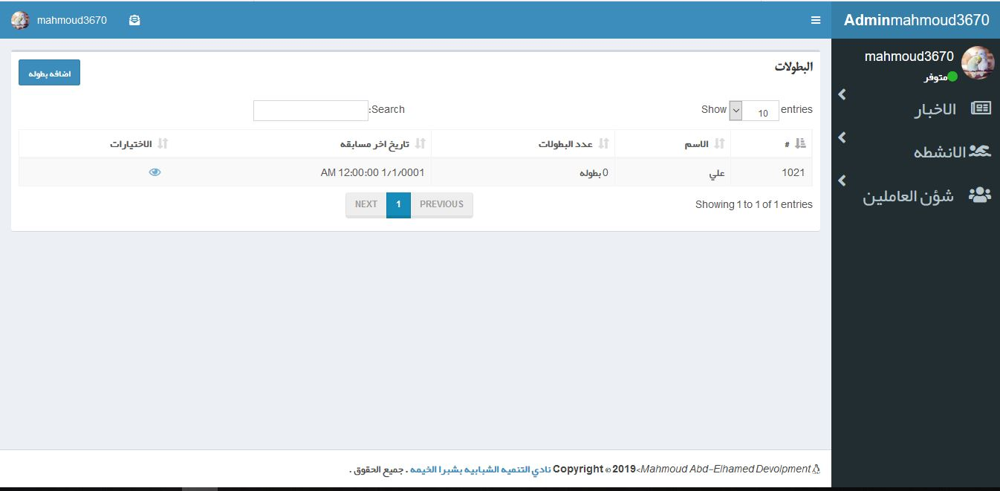 Adminmahmoud3670
mahmoud3670
mahmoud3670
متوفر
الاخبار
الانشطه
شؤن العاملين
البطولات
اضافه بطوله
Show 10 entries
Search:
# الاسم عدد البطولات تاريخ اخر مسابقه الاختيارات
1021 علي 0 بطوله 1/1/0001 12:00:00 AM
Showing 1 to 1 of 1 entries
PREVIOUS 1 NEXT
Mahmoud Abd-Elhamed Devolpment> Copyright © 2019 نادي التنميه الشبابيه بشبرا الخيمه . جميع الحقوق .